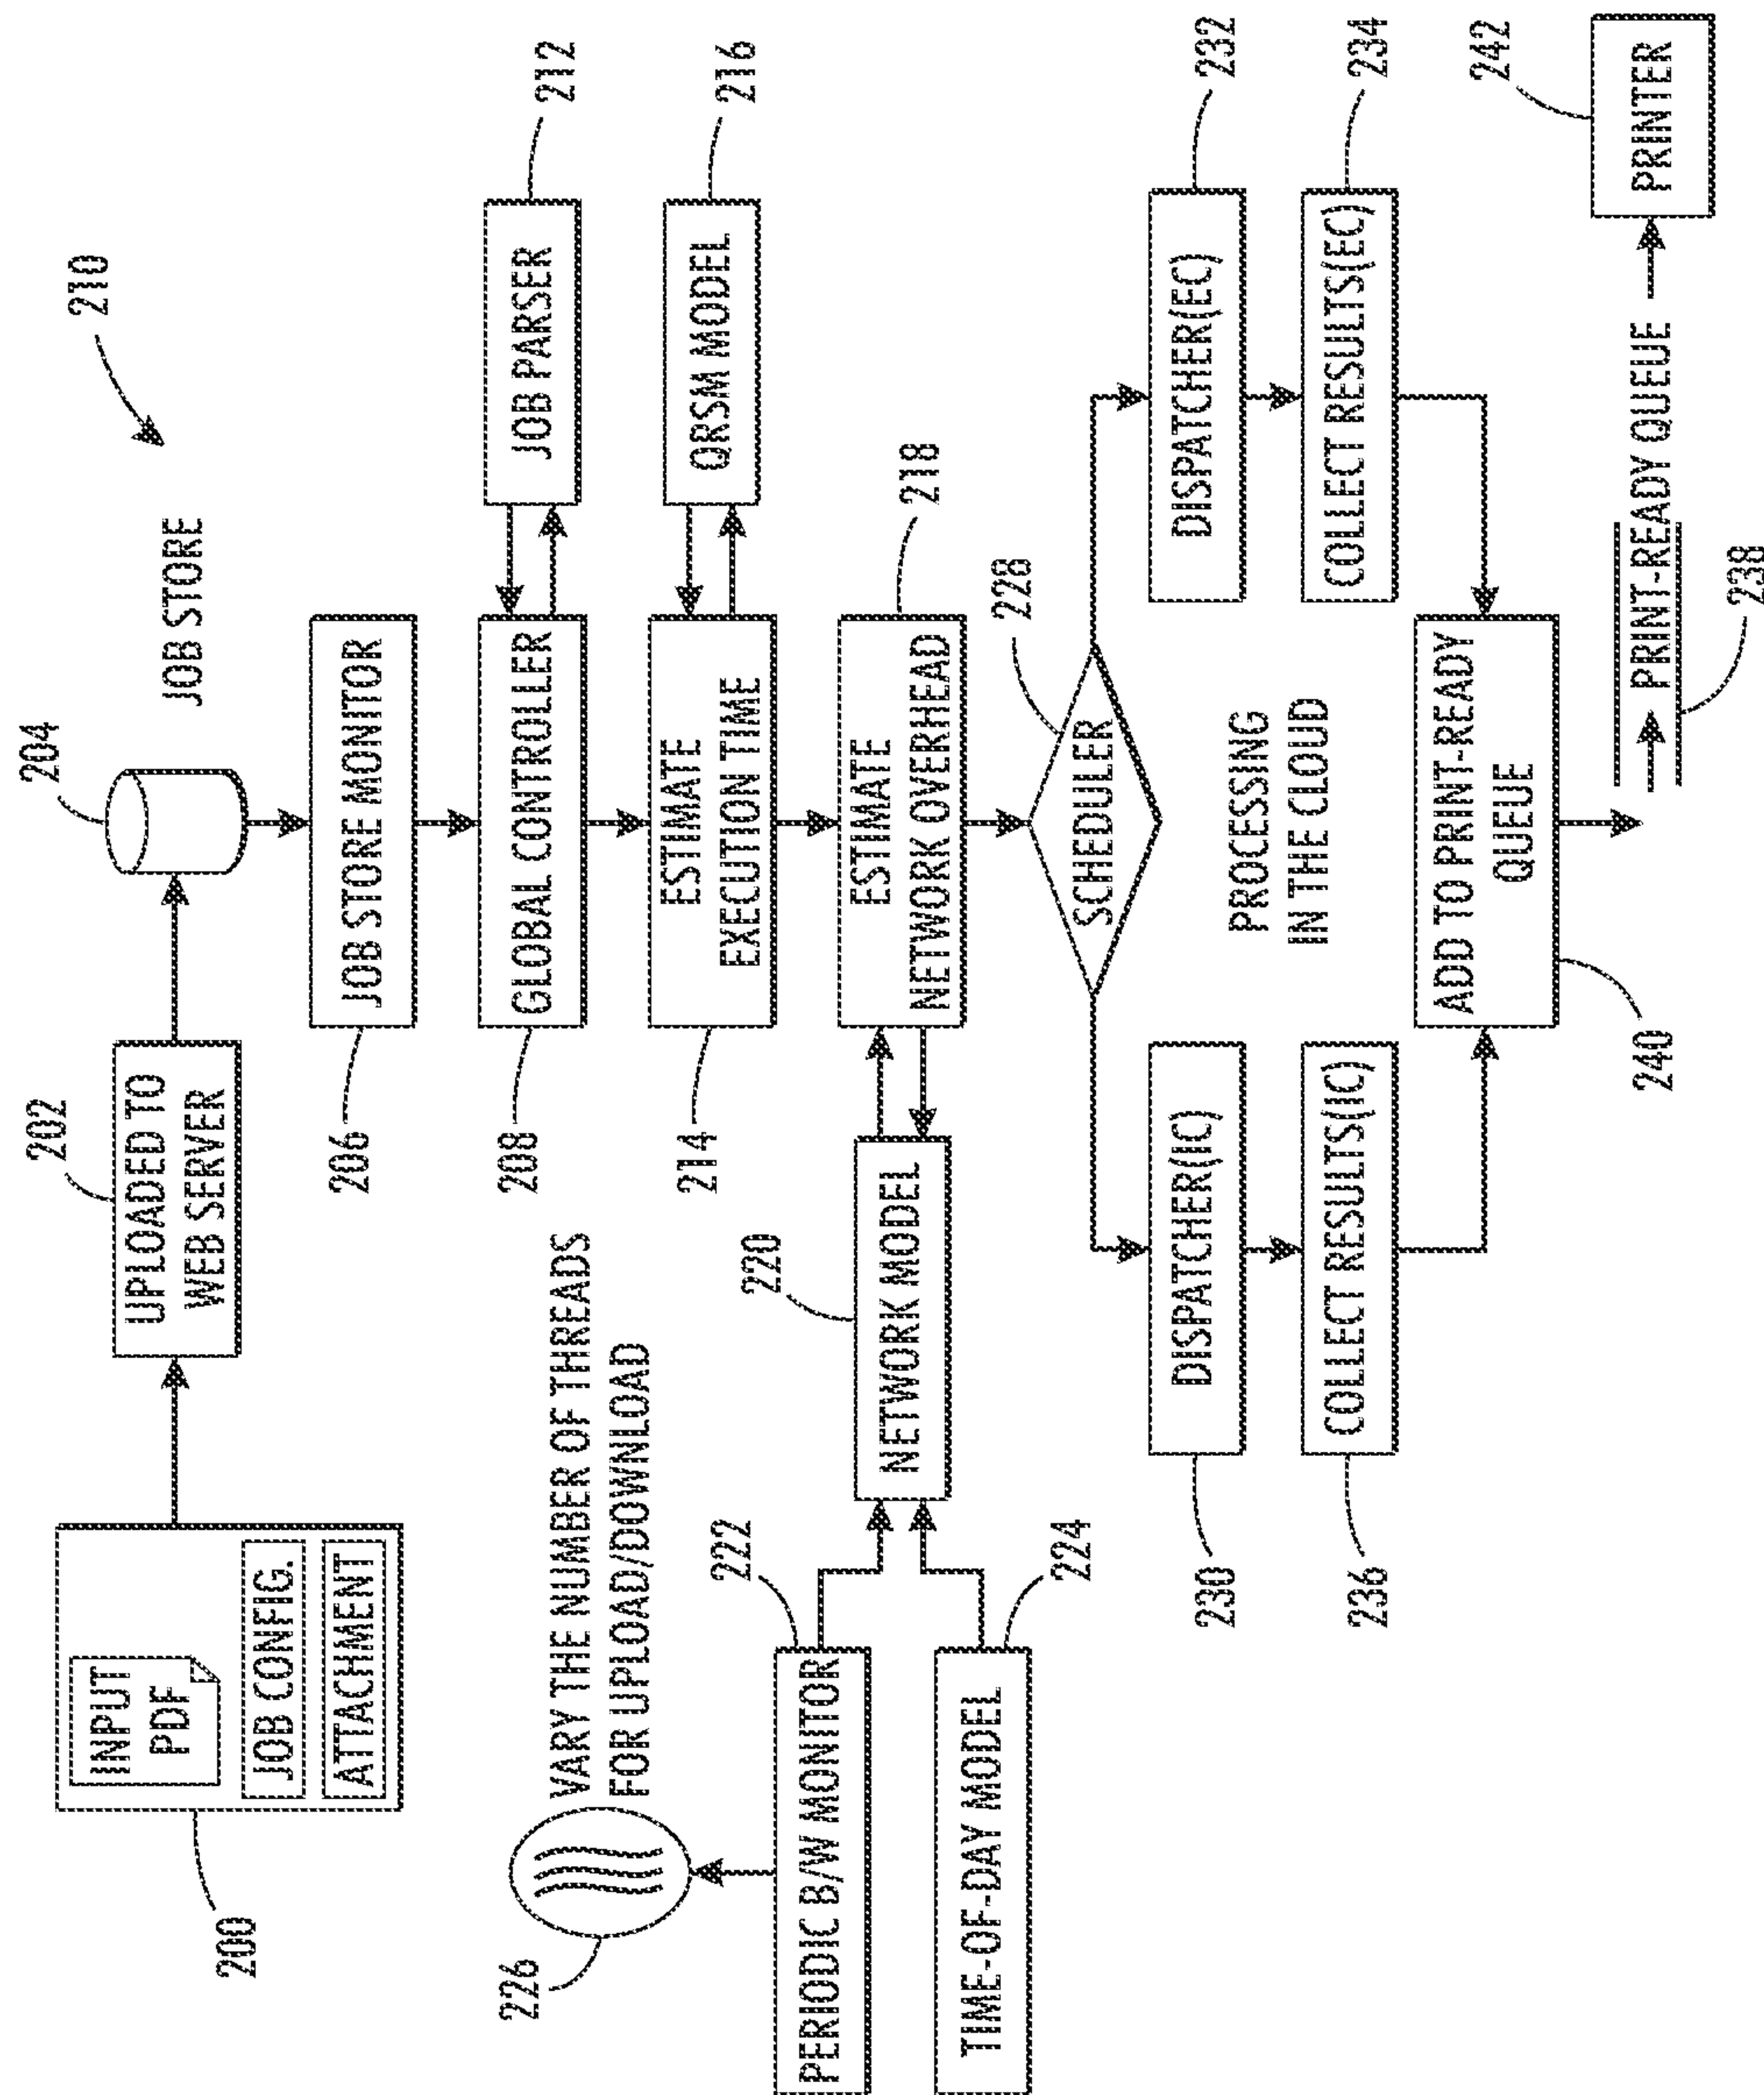 210
204
JOB STORE
202
UPLOADED TO
WEB SERVER
INPUT
PDF
JOB CONFIG.
ATTACHMENT
200
JOB STORE MONITOR
206
GLOBAL CONTROLLER
208
JOB PARSER
212
ESTIMATE
EXECUTION TIME
214
QRSM MODEL
216
VARY THE NUMBER OF THREADS
FOR UPLOAD/DOWNLOAD
226
ESTIMATE
NETWORK OVERHEAD
218
220
NETWORK MODEL
222
PERIODIC B/W MONITOR
224
TIME-OF-DAY MODEL
228
SCHEDULER
PROCESSING
IN THE CLOUD
DISPATCHER(IC)
230
DISPATCHER(EC)
232
COLLECT RESULTS(IC)
236
COLLECT RESULTS(EC)
234
ADD TO PRINT-READY
QUEUE
240
PRINT-READY QUEUE
238
PRINTER
242